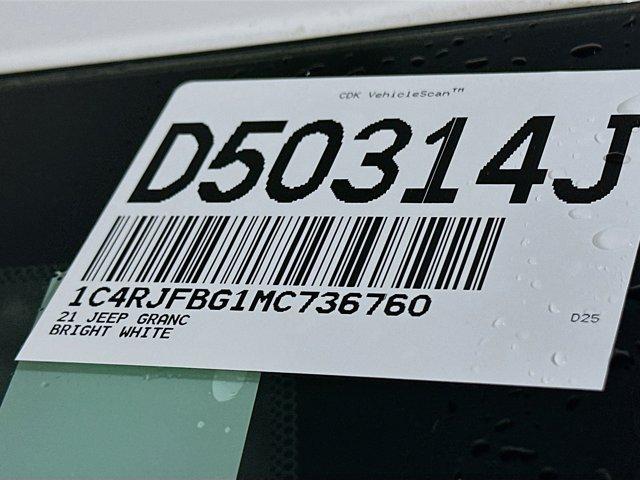 CDK VehicleScan™
D50314J
1C4RJFBG1MC736760
21 JEEP GRANC
BRIGHT WHITE
D25